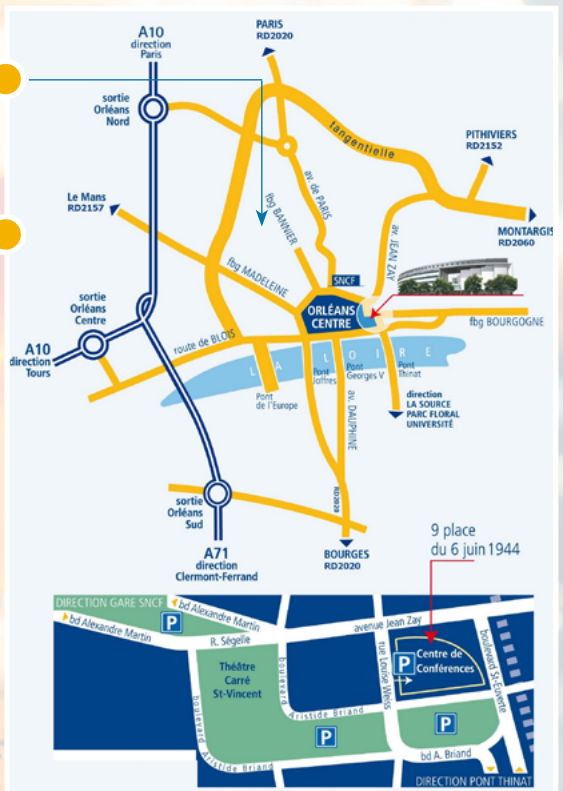 A10
direction
Paris
PARIS
RD2020
sortie
Orléans
Nord
tangentielle
PITHIVIERS
RD2152
av. de PARIS
Le Mans
RD2157
fbg BANNIER
MONTARGIS
RD2060
av. JEAN ZAY
fbg MADELEINE
SNCF
ORLÉANS
CENTRE
fbg BOURGOGNE
sortie
Orléans
Centre
A10
direction
Tours
route de BLOIS
LA LOIRE
Pont
de l'Europe
Pont
Joffres
Pont
Georges V
Pont
Thinat
av. DAUPHINE
direction
LA SOURCE
PARC FLORAL
UNIVERSITÉ
sortie
Orléans
Sud
RD2020
A71
direction
Clermont-Ferrand
BOURGES
RD2020
9 place
du 6 juin 1944
DIRECTION GARE SNCF
bd Alexandre Martin
bd Alexandre Martin
P
R. Ségelle
avenue Jean Zay
Théâtre
Carré
St-Vincent
boulevard
Aristide Briand
boulevard
Aristide Briand
P
rue Louise Weiss
P
Centre de
Conférences
boulevard St-Euverte
P
bd A. Briand
DIRECTION PONT THINAT